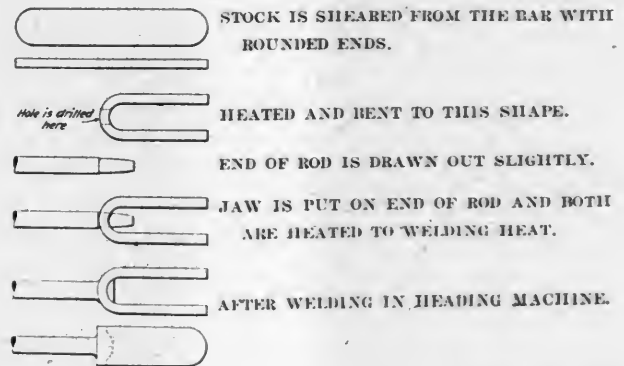 STOCK IS SHEARED FROM THE BAR WITH
ROUNDED ENDS.
Hole is drilled
here
HEATED AND BENT TO THIS SHAPE.
END OF ROD IS DRAWN OUT SLIGHTLY.
JAW IS PUT ON END OF ROD AND BOTH
ARE HEATED TO WELDING HEAT.
AFTER WELDING IN HEADING MACHINE.